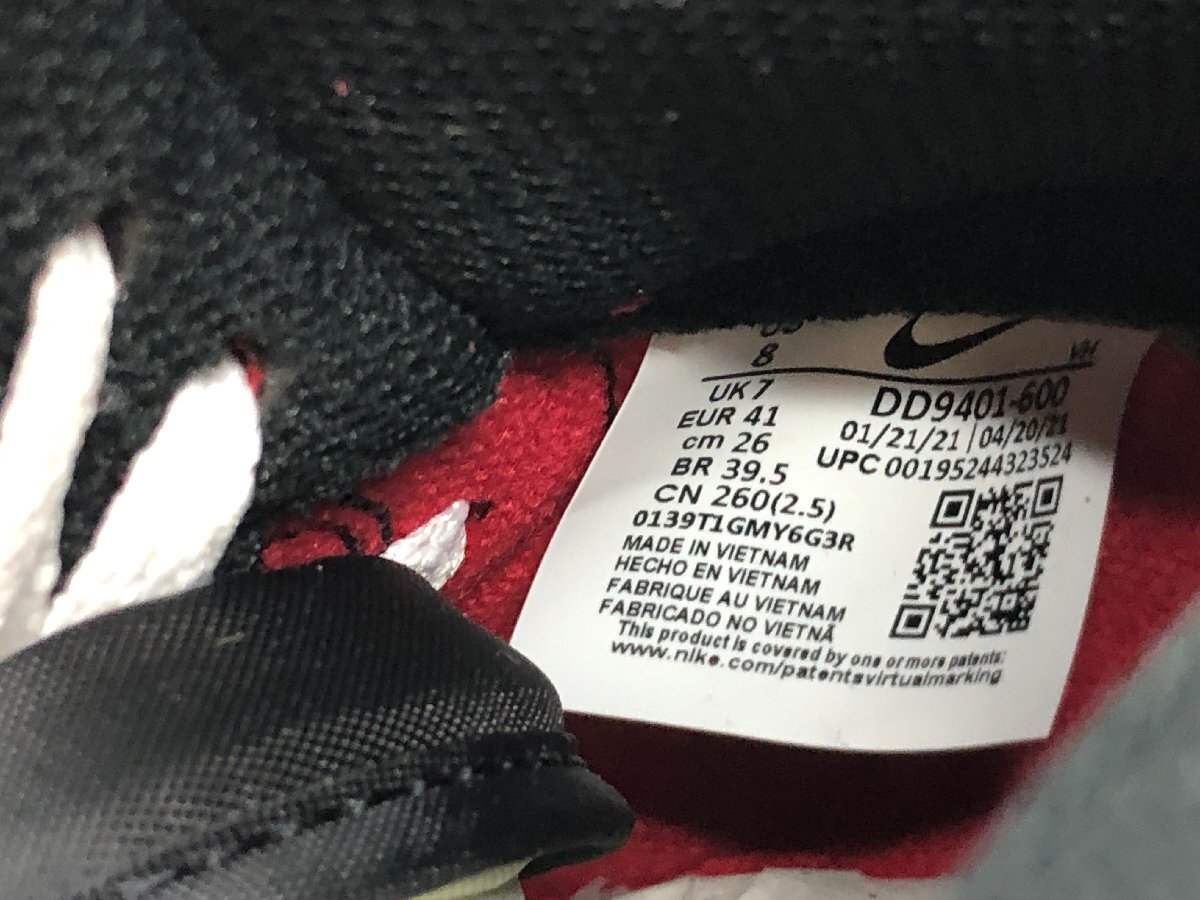 US
8
UK 7
EUR 41
cm 26
BR 39.5
CN 260(2.5)
0139T1GMY6G3R
MADE IN VIETNAM
HECHO EN VIETNAM
FABRIQUE AU VIETNAM
FABRICADO NO VIETNÃ
This product is covered by one or more patents:
www.nike.com/patentsvirtualmarking
DD9401-600
01/21/21 | 04/20/21
UPC 00195244323524